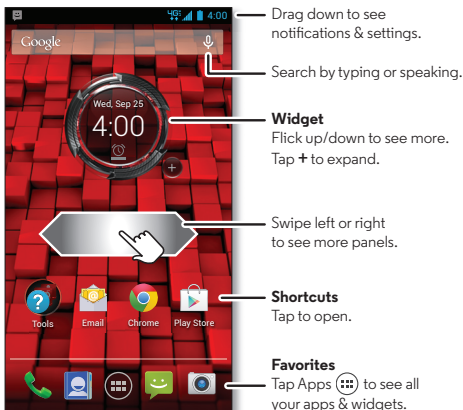 4G 4:00
Drag down to see
notifications & settings.
Google
Search by typing or speaking.
Wed, Sep 25
4:00
+
Widget
Flick up/down to see more.
Tap + to expand.
Swipe left or right
to see more panels.
?
Tools Email Chrome Play Store
Shortcuts
Tap to open.
Favorites
Tap Apps to see all
your apps & widgets.